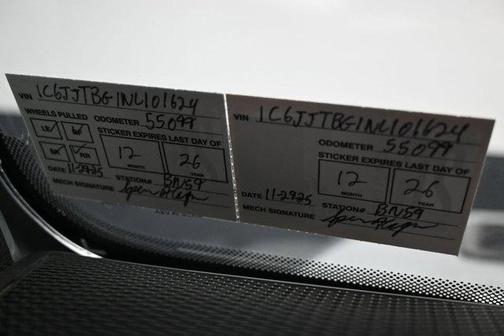 VIN 1C6JJTBG1NL101624
WHEELS PULLED ODOMETER 55099
STICKER EXPIRES LAST DAY OF
LF RF
LR RR
12 26
MONTH YEAR
DATE 11-29-25 STATION# BN59
MECH SIGNATURE
VIN 1C6JJTBG1NL101624
ODOMETER 55099
STICKER EXPIRES LAST DAY OF
12 26
MONTH YEAR
DATE 11-29-25 STATION# BN59
MECH SIGNATURE